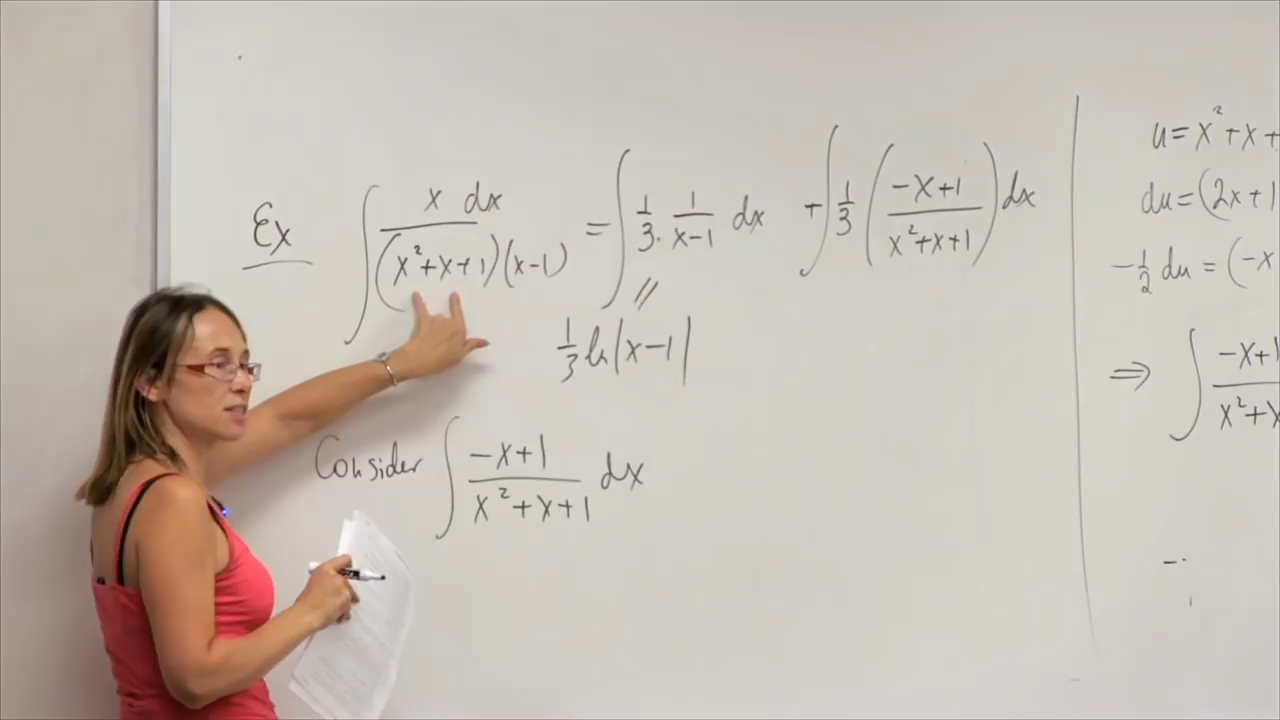 Ex ∫ x dx / (x²+x+1)(x-1) = ∫ 1/3 · 1/x-1 dx + ∫ 1/3 (-x+1 / x²+x+1) dx
1/3 ln|x-1|
Consider ∫ -x+1 / x²+x+1 dx
u = x²+x+
du = (2x+1
-1/2 du = (-x
⇒ ∫ -x+1 / x²+x